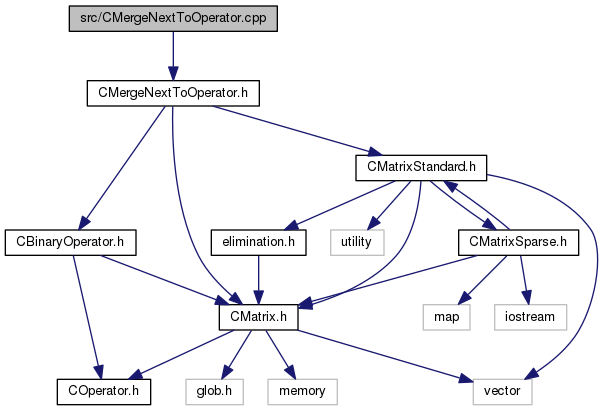 src/CMergeNextToOperator.cpp
CMergeNextToOperator.h
CMatrixStandard.h
CBinaryOperator.h
elimination.h
utility
CMatrixSparse.h
CMatrix.h
map
iostream
COperator.h
glob.h
memory
vector